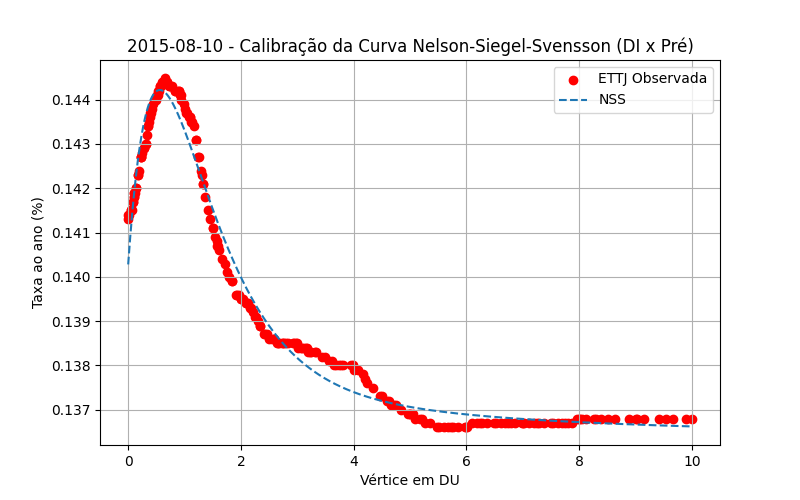 2015-08-10 - Calibração da Curva Nelson-Siegel-Svensson (DI x Pré)
ETTJ Observada
NSS
Taxa ao ano (%)
0.144
0.143
0.142
0.141
0.140
0.139
0.138
0.137
0 2 4 6 8 10
Vértice em DU